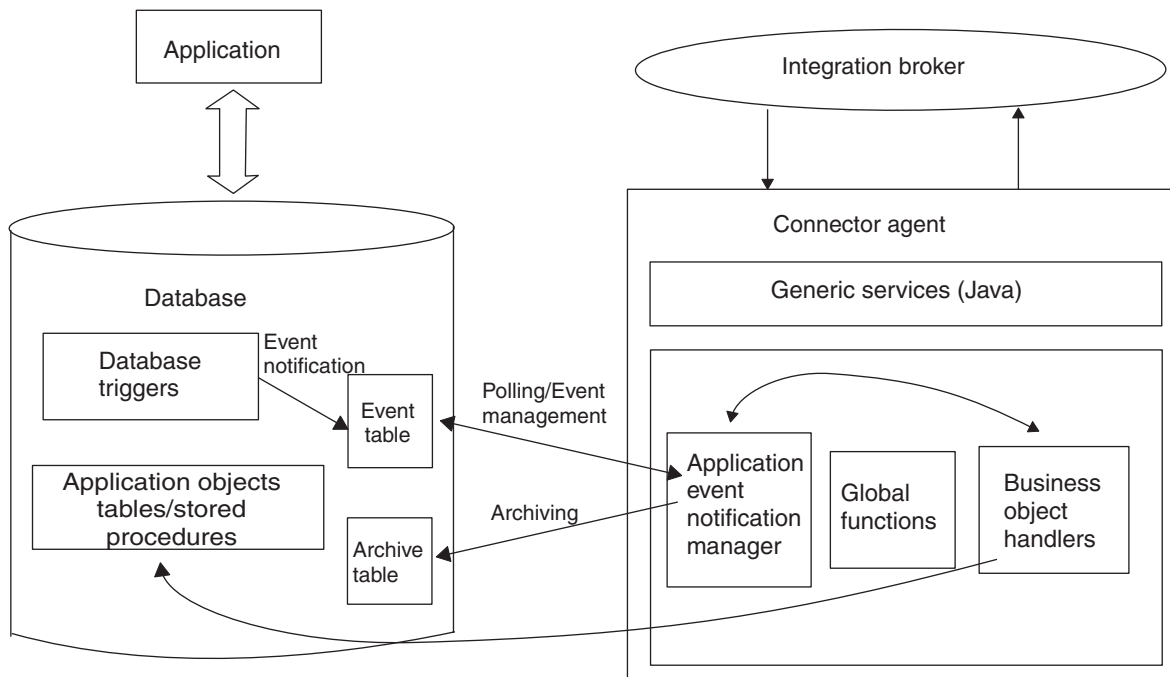 Application
Integration broker
Connector agent
Generic services (Java)
Database
Database
triggers
Event
notification
Event
table
Polling/Event
management
Application objects
tables/stored
procedures
Archiving
Archive
table
Application
event
notification
manager
Global
functions
Business
object
handlers